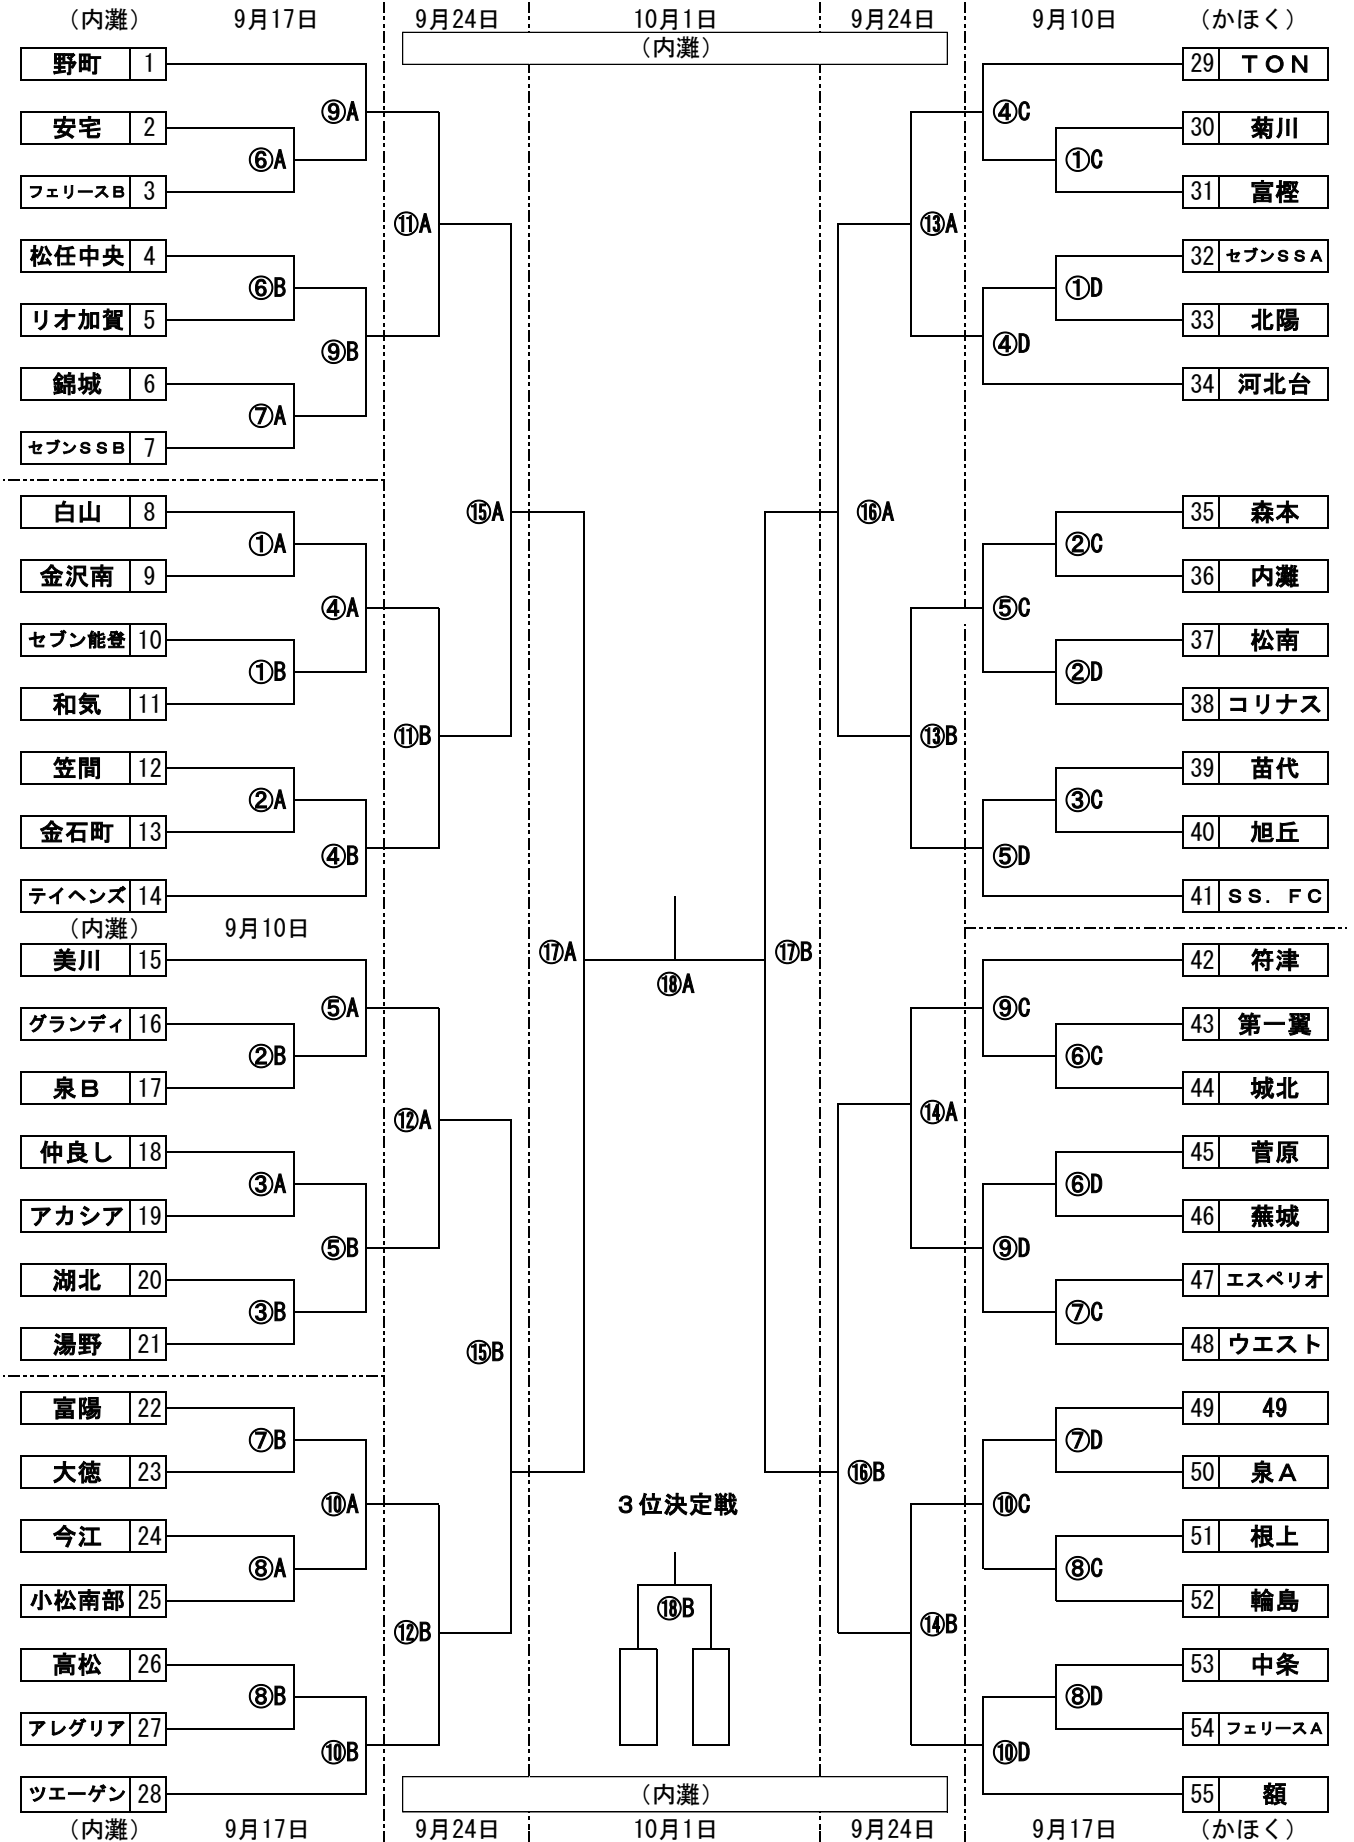 （内灘） 9月17日 9月24日 10月1日 9月24日 9月10日 （かほく）
（内灘）
野町 1
29 ＴＯＮ
⑨A
④C
安宅 2
30 菊川
⑥A
①C
フェリースＢ 3
31 富樫
⑪A
⑬A
松任中央 4
32 セブンＳＳＡ
⑥B
①D
リオ加賀 5
33 北陽
⑨B
④D
錦城 6
34 河北台
⑦A
セブンＳＳＢ 7
白山 8
⑮A
⑯A
35 森本
①A
②C
金沢南 9
36 内灘
④A
⑤C
セブン能登 10
37 松南
①B
②D
和気 11
38 コリナス
⑪B
⑬B
笠間 12
39 苗代
②A
③C
金石町 13
40 旭丘
④B
⑤D
テイヘンズ 14
41 ＳＳ．ＦＣ
（内灘） 9月10日
美川 15
⑰A
⑰B
42 符津
⑱A
⑤A
⑨C
グランディ 16
43 第一翼
②B
⑥C
泉Ｂ 17
44 城北
⑫A
⑭A
仲良し 18
45 菅原
③A
⑥D
アカシア 19
46 蕪城
⑤B
⑨D
湖北 20
47 エスペリオ
③B
⑦C
湯野 21
48 ウエスト
⑮B
富陽 22
49 49
⑦B
⑦D
大徳 23
⑯B
50 泉Ａ
⑩A
３位決定戦
⑩C
今江 24
51 根上
⑧A
⑧C
小松南部 25
⑱B
52 輪島
⑫B
⑭B
高松 26
53 中条
⑧B
⑧D
アレグリア 27
54 フェリースＡ
⑩B
⑩D
ツエーゲン 28
（内灘）
55 額
（内灘） 9月17日 9月24日 10月1日 9月24日 9月17日 （かほく）